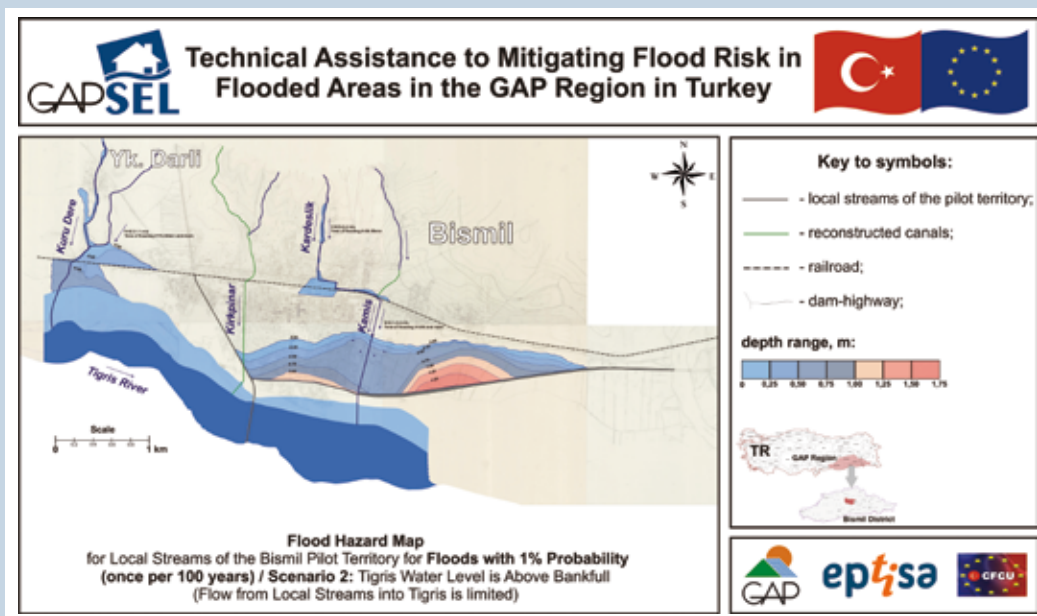 GAPSEL
Technical Assistance to Mitigating Flood Risk in
Flooded Areas in the GAP Region in Turkey
Yk. Darli
Kuru Dere
Kirkpinar
Kardeslik
Bismil
Kamis
Tigris River
N
W E
S
Scale
0 1 km
Flood Hazard Map
for Local Streams of the Bismil Pilot Territory for Floods with 1% Probability
(once per 100 years) / Scenario 2: Tigris Water Level is Above Bankfull
(Flow from Local Streams into Tigris is limited)
Key to symbols:
- local streams of the pilot territory;
- reconstructed canals;
- railroad;
- dam-highway;
depth range, m:
0 0,25 0,50 0,75 1,00 1,25 1,50 1,75
TR
GAP Region
Bismil District
GAP
eptisa
CFCU